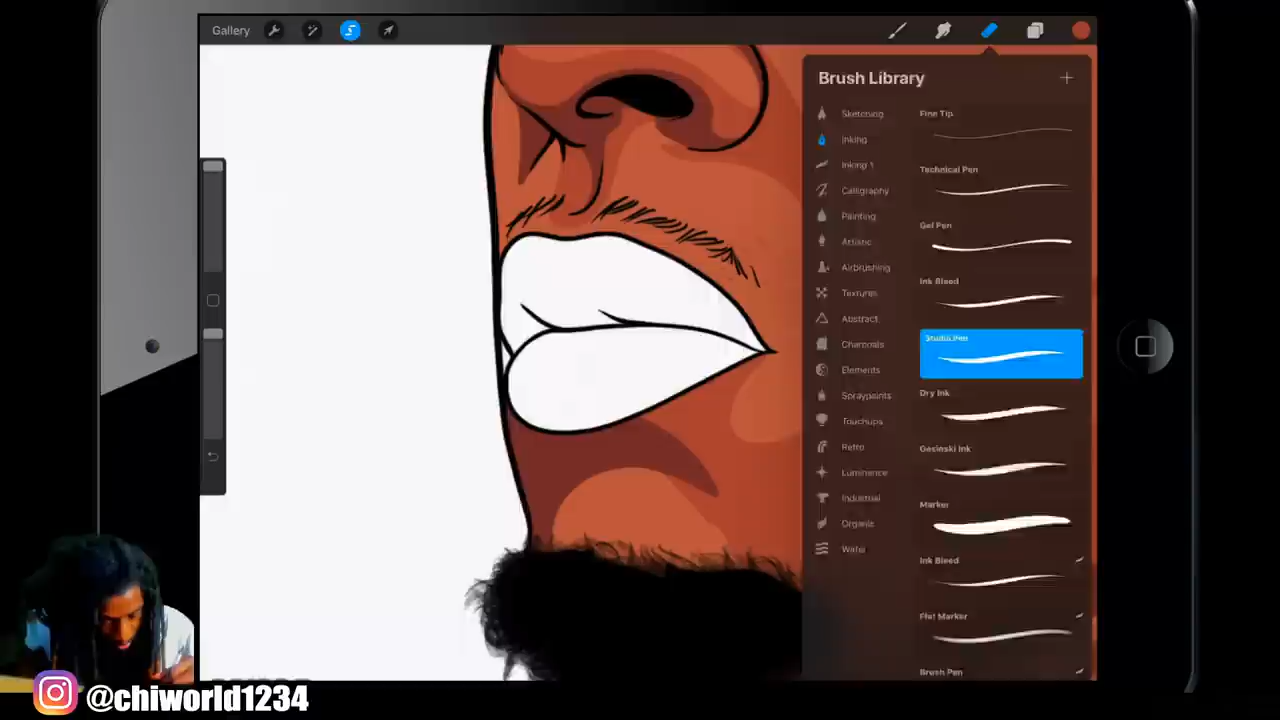 Gallery
Brush Library
Sketching
Inking
Inking 1
Calligraphy
Painting
Artistic
Airbrushing
Textures
Abstract
Charcoals
Elements
Spraypaints
Touchups
Retro
Luminence
Industrial
Organic
Water
Fine Tip
Technical Pen
Gel Pen
Ink Bleed
Studio Pen
Dry Ink
Gesinski Ink
Marker
Ink Bleed
Flat Marker
Brush Pen
@chiworld1234